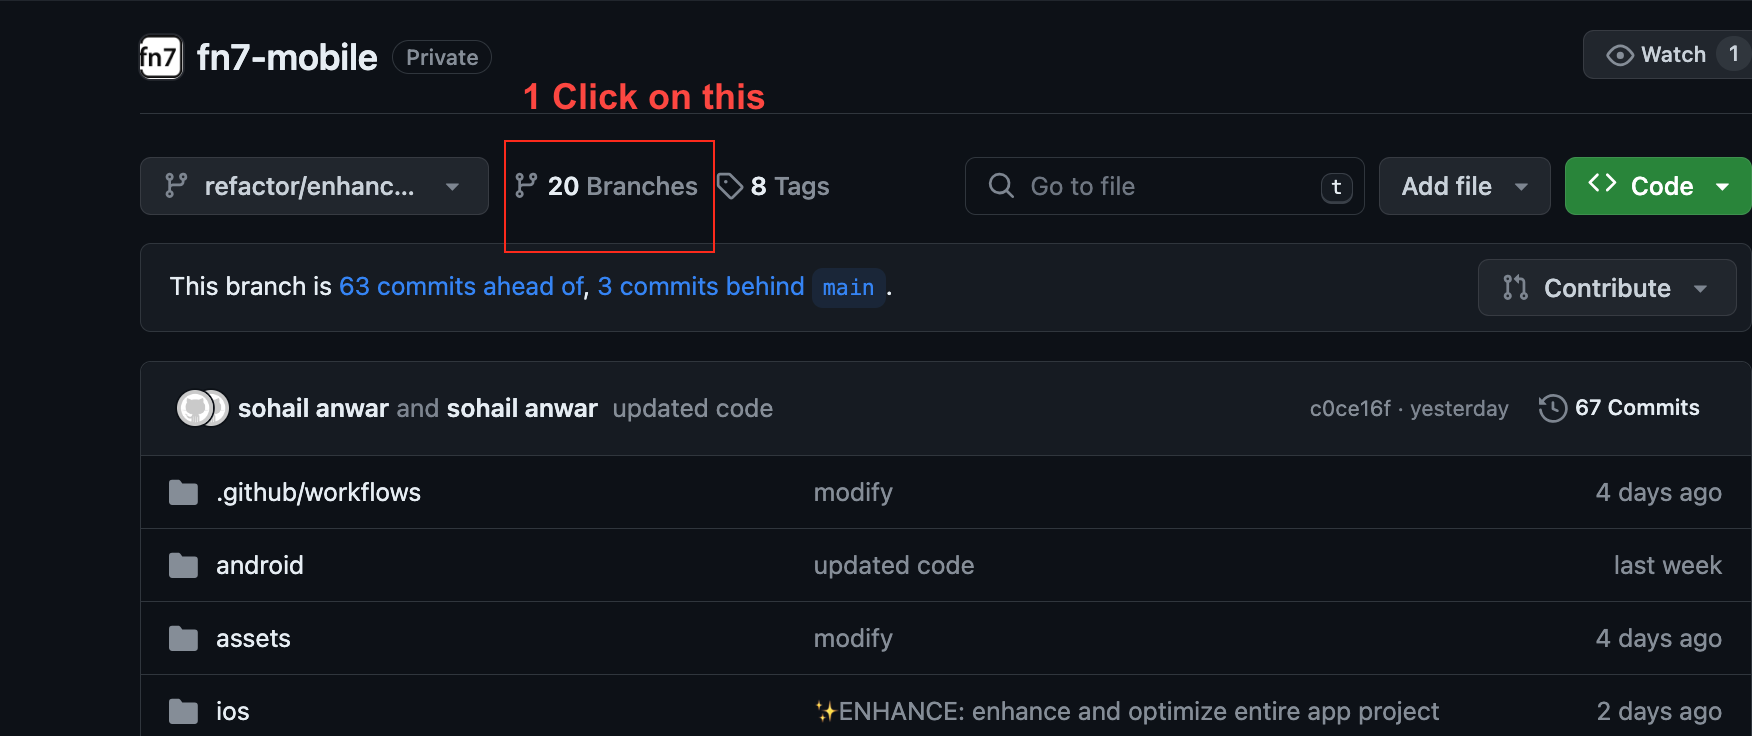 fn7 fn7-mobile Private
Watch 1
1 Click on this
refactor/enhanc... 20 Branches 8 Tags Go to file t Add file Code
This branch is 63 commits ahead of, 3 commits behind main .
Contribute
sohail anwar and sohail anwar updated code c0ce16f · yesterday 67 Commits
.github/workflows modify 4 days ago
android updated code last week
assets modify 4 days ago
ios ✨ENHANCE: enhance and optimize entire app project 2 days ago